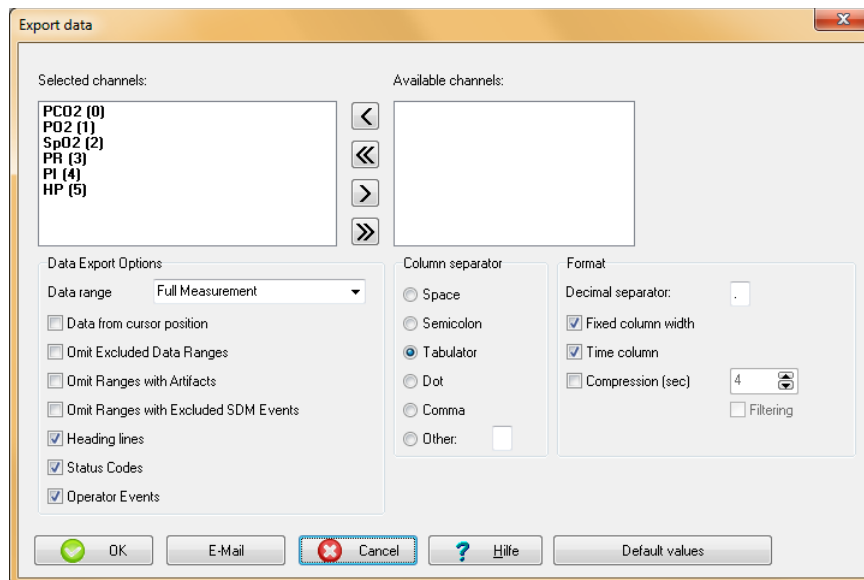 Export data
Selected channels:
Available channels:
PCO2 (0)
PO2 (1)
SpO2 (2)
PR (3)
PI (4)
HP (5)
Data Export Options
Data range
Full Measurement
Data from cursor position
Omit Excluded Data Ranges
Omit Ranges with Artifacts
Omit Ranges with Excluded SDM Events
Heading lines
Status Codes
Operator Events
Column separator
Space
Semicolon
Tabulator
Dot
Comma
Other:
Format
Decimal separator: .
Fixed column width
Time column
Compression (sec) 4
Filtering
OK
E-Mail
Cancel
? Hilfe
Default values